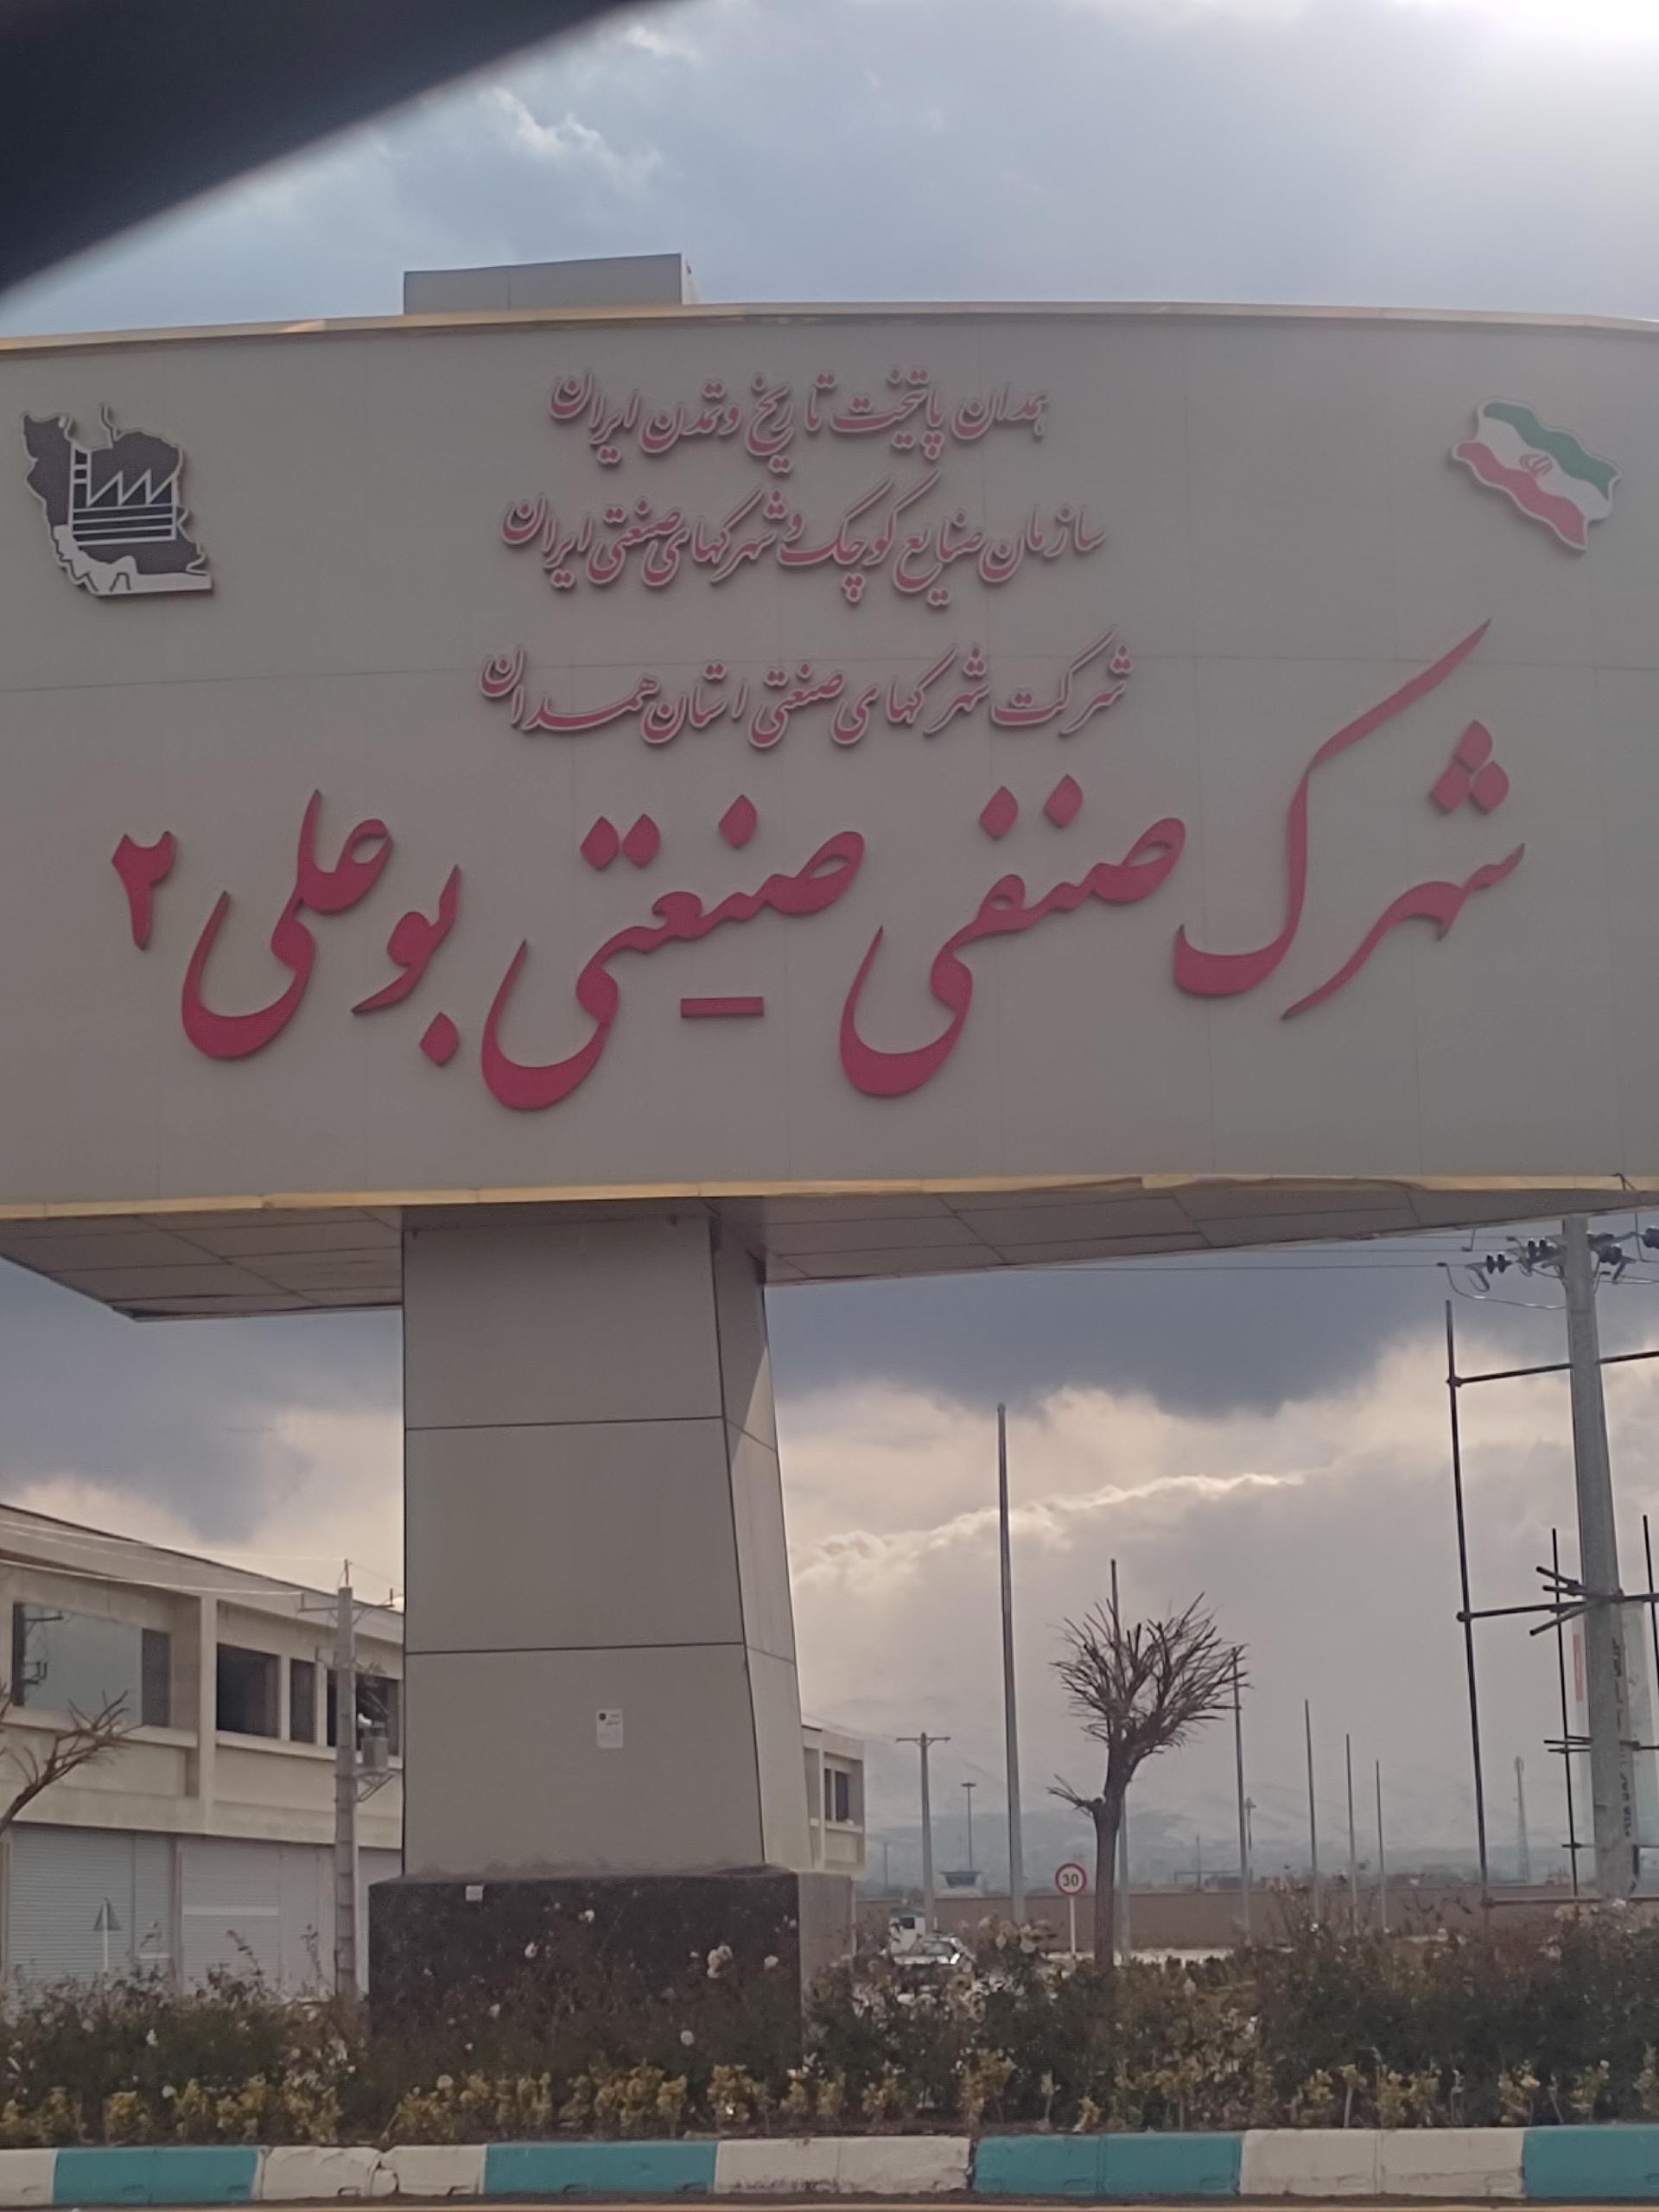 همدان پایتخت تاریخ و تمدن ایران
سازمان صنایع کوچک و شهرکهای صنعتی ایران
شرکت شهرکهای صنعتی استان همدان
شهرک صنفی صنعتی بوعلی ۲
30